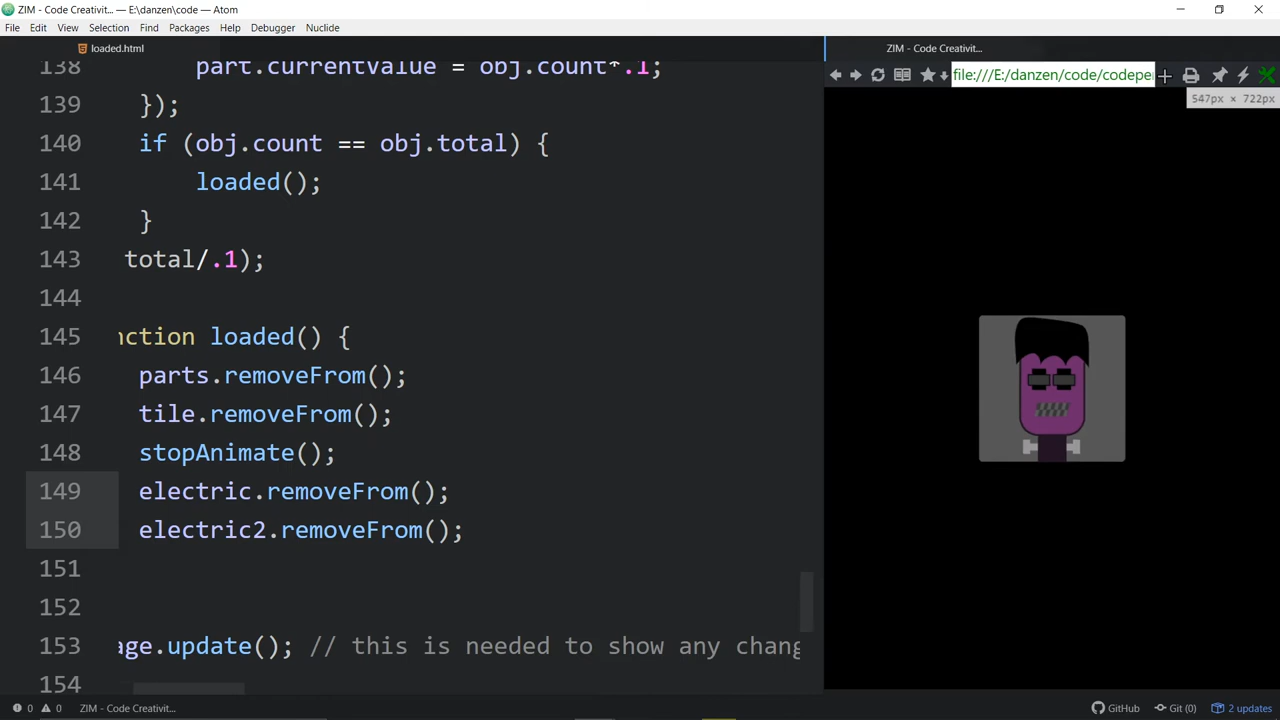 ZIM - Code Creativit... — E:\danzen\code — Atom
File Edit View Selection Find Packages Help Debugger Nuclide
loaded.html
ZIM - Code Creativit...
file:///E:/danzen/code/codepe
547px × 722px
138 part.currentValue = obj.count*.1;
139 });
140 if (obj.count == obj.total) {
141 loaded();
142 }
143 total/.1);
144
145 nction loaded() {
146 parts.removeFrom();
147 tile.removeFrom();
148 stopAnimate();
149 electric.removeFrom();
150 electric2.removeFrom();
151
152
153 age.update(); // this is needed to show any chang
154
0 0 ZIM - Code Creativit...
GitHub Git (0) 2 updates